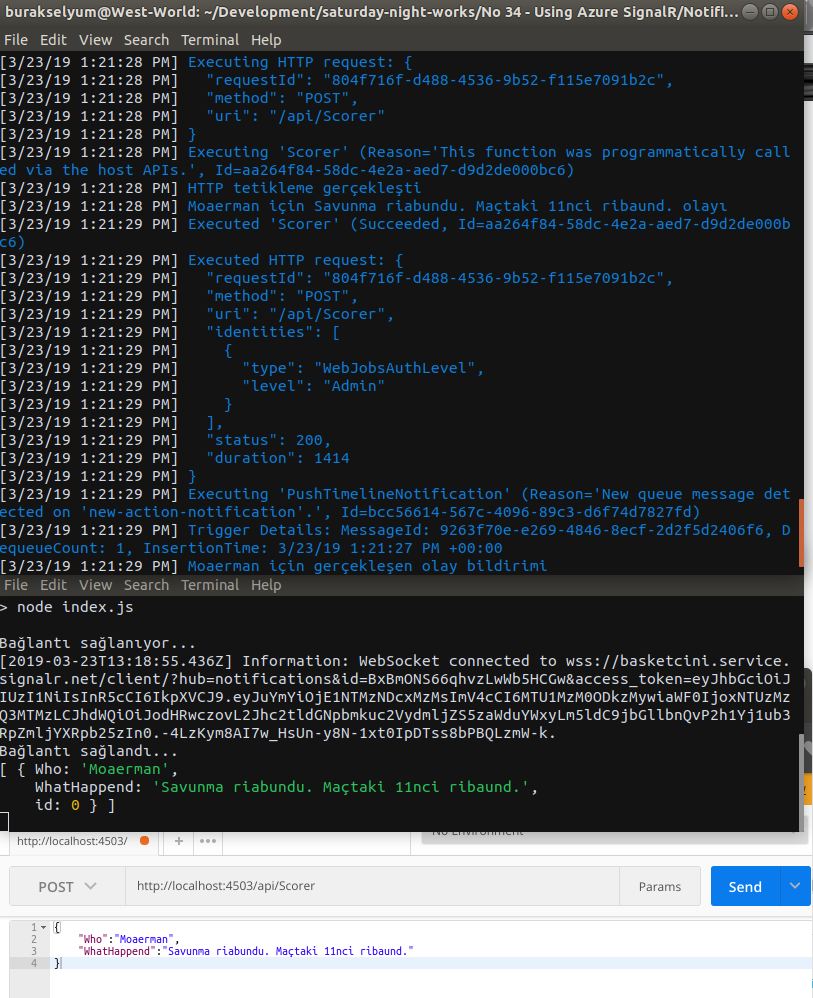 burakselyum@West-World: ~/Development/saturday-night-works/No 34 - Using Azure SignalR/Notifi...
File Edit View Search Terminal Help
[3/23/19 1:21:28 PM] Executing HTTP request: {
[3/23/19 1:21:28 PM]   "requestId": "804f716f-d488-4536-9b52-f115e7091b2c",
[3/23/19 1:21:28 PM]   "method": "POST",
[3/23/19 1:21:28 PM]   "uri": "/api/Scorer"
[3/23/19 1:21:28 PM] }
[3/23/19 1:21:28 PM] Executing 'Scorer' (Reason='This function was programmatically call
ed via the host APIs.', Id=aa264f84-58dc-4e2a-aed7-d9d2de000bc6)
[3/23/19 1:21:28 PM] HTTP tetikleme gerçekleşti
[3/23/19 1:21:28 PM] Moaerman için Savunma riabundu. Maçtaki 11nci ribaund. olayı
[3/23/19 1:21:29 PM] Executed 'Scorer' (Succeeded, Id=aa264f84-58dc-4e2a-aed7-d9d2de000b
c6)
[3/23/19 1:21:29 PM] Executed HTTP request: {
[3/23/19 1:21:29 PM]   "requestId": "804f716f-d488-4536-9b52-f115e7091b2c",
[3/23/19 1:21:29 PM]   "method": "POST",
[3/23/19 1:21:29 PM]   "uri": "/api/Scorer",
[3/23/19 1:21:29 PM]   "identities": [
[3/23/19 1:21:29 PM]     {
[3/23/19 1:21:29 PM]       "type": "WebJobsAuthLevel",
[3/23/19 1:21:29 PM]       "level": "Admin"
[3/23/19 1:21:29 PM]     }
[3/23/19 1:21:29 PM]   ],
[3/23/19 1:21:29 PM]   "status": 200,
[3/23/19 1:21:29 PM]   "duration": 1414
[3/23/19 1:21:29 PM] }
[3/23/19 1:21:29 PM] Executing 'PushTimelineNotification' (Reason='New queue message det
ected on 'new-action-notification'.', Id=bcc56614-567c-4096-89c3-d6f74d7827fd)
[3/23/19 1:21:29 PM] Trigger Details: MessageId: 9263f70e-e269-4846-8ecf-2d2f5d2406f6, D
equeueCount: 1, InsertionTime: 3/23/19 1:21:27 PM +00:00
[3/23/19 1:21:29 PM] Moaerman için gerçekleşen olay bildirimi
File Edit View Search Terminal Help
> node index.js
Bağlantı sağlanıyor...
[2019-03-23T13:18:55.436Z] Information: WebSocket connected to wss://basketcini.service.
signalr.net/client/?hub=notifications&id=BxBmONS66qhvzLwWb5HCGw&access_token=eyJhbGciOiJ
IUzI1NiIsInR5cCI6IkpXVCJ9.eyJuYmYiOjE1NTMzNDcxMzMsImV4cCI6MTU1MzM0ODkzMywiaWF0IjoxNTUzMz
Q3MTMzLCJhdWQiOiJodHRwczovL2Jhc2tldGNpbmkuc2VydmljZS5zaWduYWxyLm5ldC9jbGllbnQvP2h1Yj1ub3
RpZmljYXRpb25zIn0.-4LzKym8AI7w_HsUn-y8N-1xt0IpDTss8bPBQLzmW-k.
Bağlantı sağlandı...
[ { Who: 'Moaerman',
    WhatHappend: 'Savunma riabundu. Maçtaki 11nci ribaund.',
    id: 0 } ]
No Environment
http://localhost:4503/
POST http://localhost:4503/api/Scorer Params Send
1 {
2     "Who":"Moaerman",
3     "WhatHappend":"Savunma riabundu. Maçtaki 11nci ribaund."
4 }